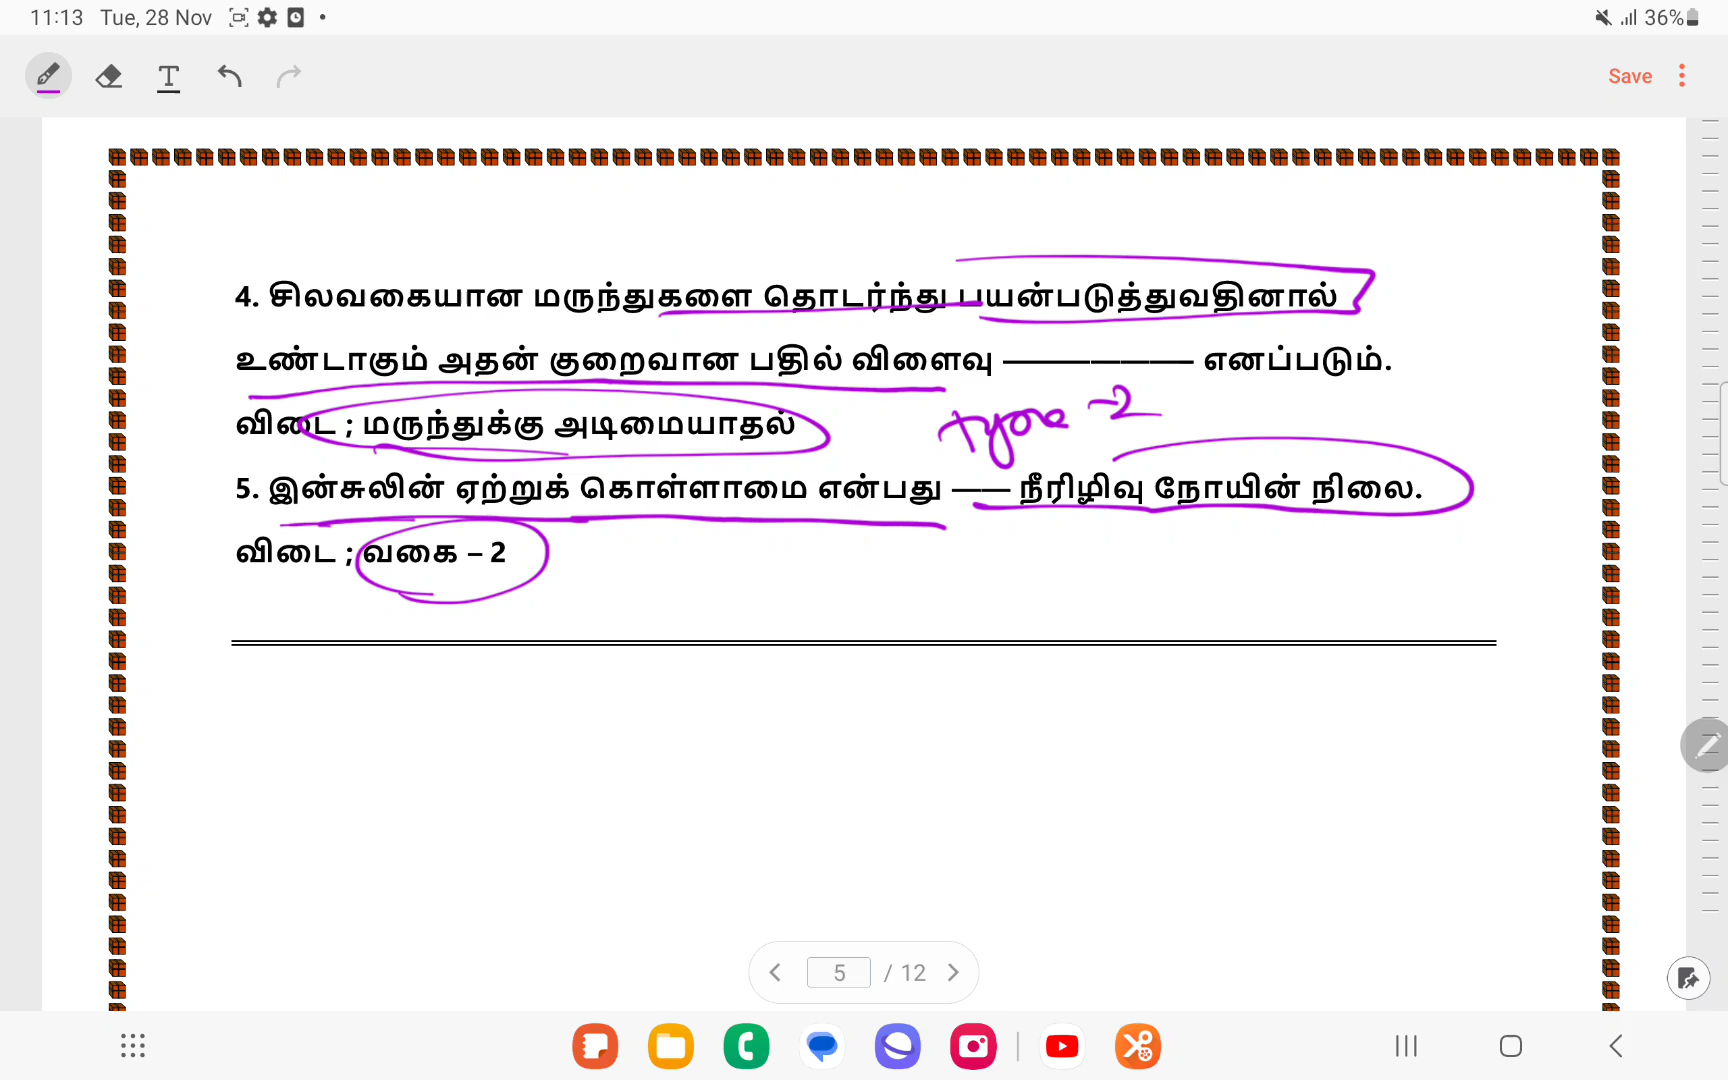 11:13 Tue, 28 Nov
36%
Save
4. சிலவகையான மருந்துகளை தொடர்ந்து பயன்படுத்துவதினால்
உண்டாகும் அதன் குறைவான பதில் விளைவு ——————— எனப்படும்.
விடை ; மருந்துக்கு அடிமையாதல்
type -2
5. இன்சுலின் ஏற்றுக் கொள்ளாமை என்பது —— நீரிழிவு நோயின் நிலை.
விடை ; வகை – 2
5 / 12